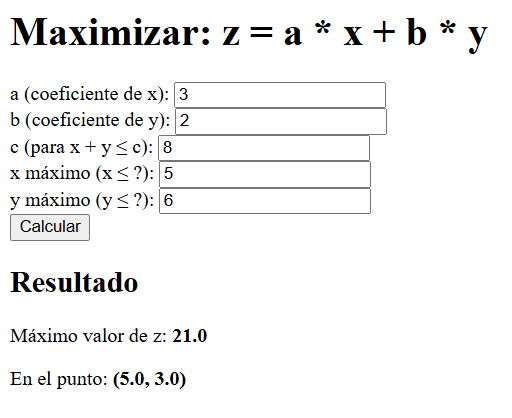 Maximizar: z = a * x + b * y
a (coeficiente de x): 3
b (coeficiente de y): 2
c (para x + y ≤ c): 8
x máximo (x ≤ ?): 5
y máximo (y ≤ ?): 6
Calcular
Resultado
Máximo valor de z: 21.0
En el punto: (5.0, 3.0)